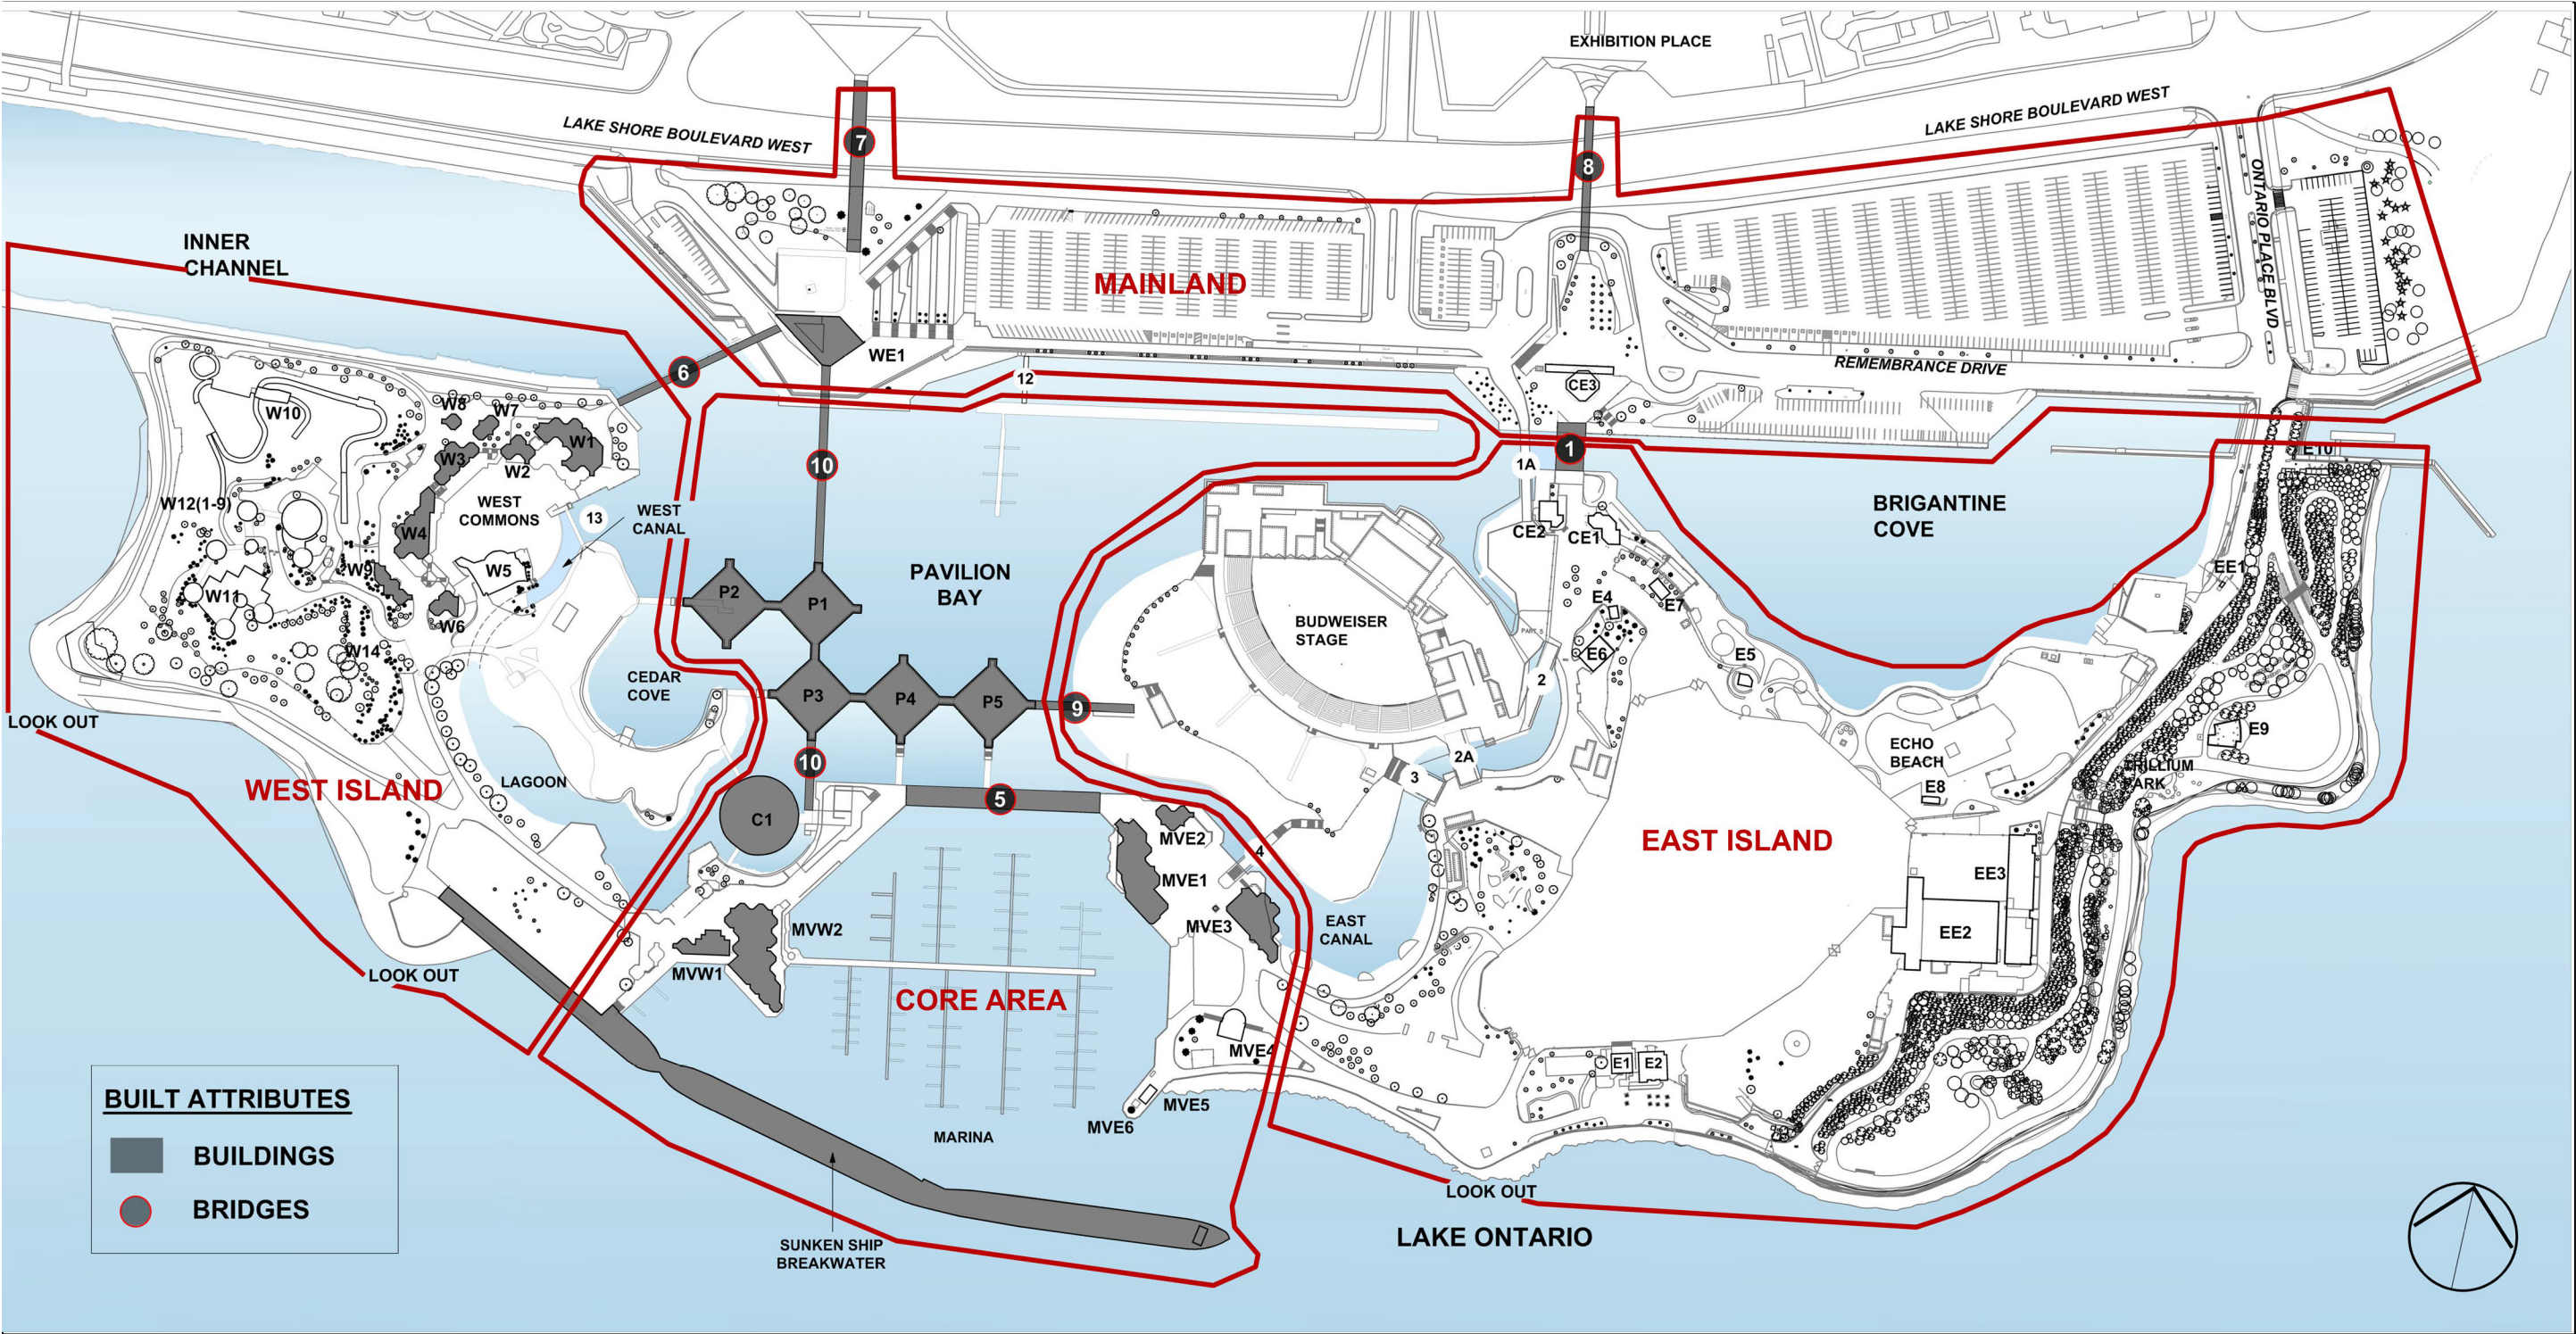 EXHIBITION PLACE
LAKE SHORE BOULEVARD WEST
LAKE SHORE BOULEVARD WEST
7
8
ONTARIO PLACE BLVD
INNER
CHANNEL
MAINLAND
WE1
6
12
REMEMBRANCE DRIVE
CE3
W10
W8
W7
W1
W3
W2
10
1
1A
E10
W12(1-9)
WEST
COMMONS
13
WEST
CANAL
BRIGANTINE
COVE
W4
CE2
CE1
W9
W5
PAVILION
BAY
EE1
W11
P2
P1
E4
E7
W6
BUDWEISER
STAGE
PART 5
W14
E6
E5
CEDAR
COVE
2
P3
P4
P5
9
LOOK OUT
E9
ECHO
BEACH
2A
10
3
TRILLIUM
PARK
WEST ISLAND
LAGOON
E8
5
C1
MVE2
EAST ISLAND
4
MVE1
EE3
MVW2
MVE3
EAST
CANAL
EE2
MVW1
LOOK OUT
CORE AREA
MVE4
E1
E2
BUILT ATTRIBUTES
MVE5
MVE6
MARINA
BUILDINGS
LOOK OUT
BRIDGES
LAKE ONTARIO
SUNKEN SHIP
BREAKWATER